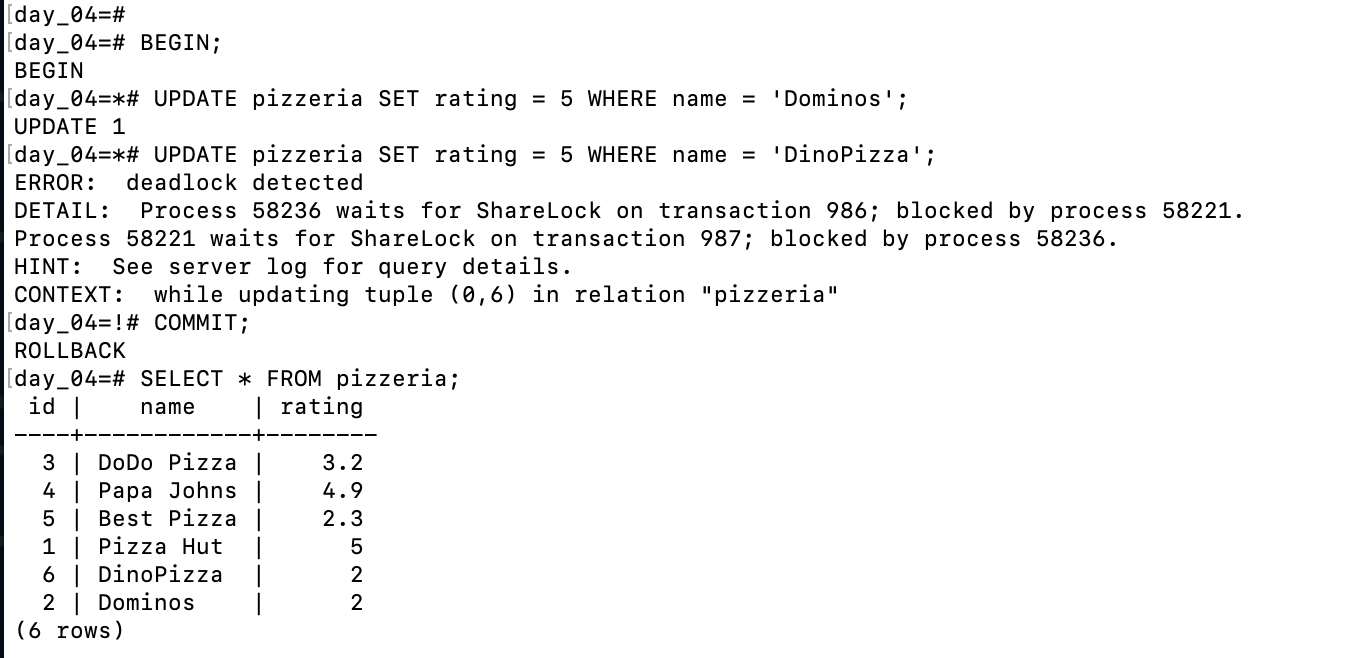 [day_04=#
[day_04=# BEGIN;
BEGIN
[day_04=*# UPDATE pizzeria SET rating = 5 WHERE name = 'Dominos';
UPDATE 1
[day_04=*# UPDATE pizzeria SET rating = 5 WHERE name = 'DinoPizza';
ERROR:  deadlock detected
DETAIL:  Process 58236 waits for ShareLock on transaction 986; blocked by process 58221.
Process 58221 waits for ShareLock on transaction 987; blocked by process 58236.
HINT:  See server log for query details.
CONTEXT:  while updating tuple (0,6) in relation "pizzeria"
[day_04=!# COMMIT;
ROLLBACK
[day_04=# SELECT * FROM pizzeria;
 id |    name    | rating
----+------------+--------
  3 | DoDo Pizza |    3.2
  4 | Papa Johns |    4.9
  5 | Best Pizza |    2.3
  1 | Pizza Hut  |      5
  6 | DinoPizza  |      2
  2 | Dominos    |      2
(6 rows)